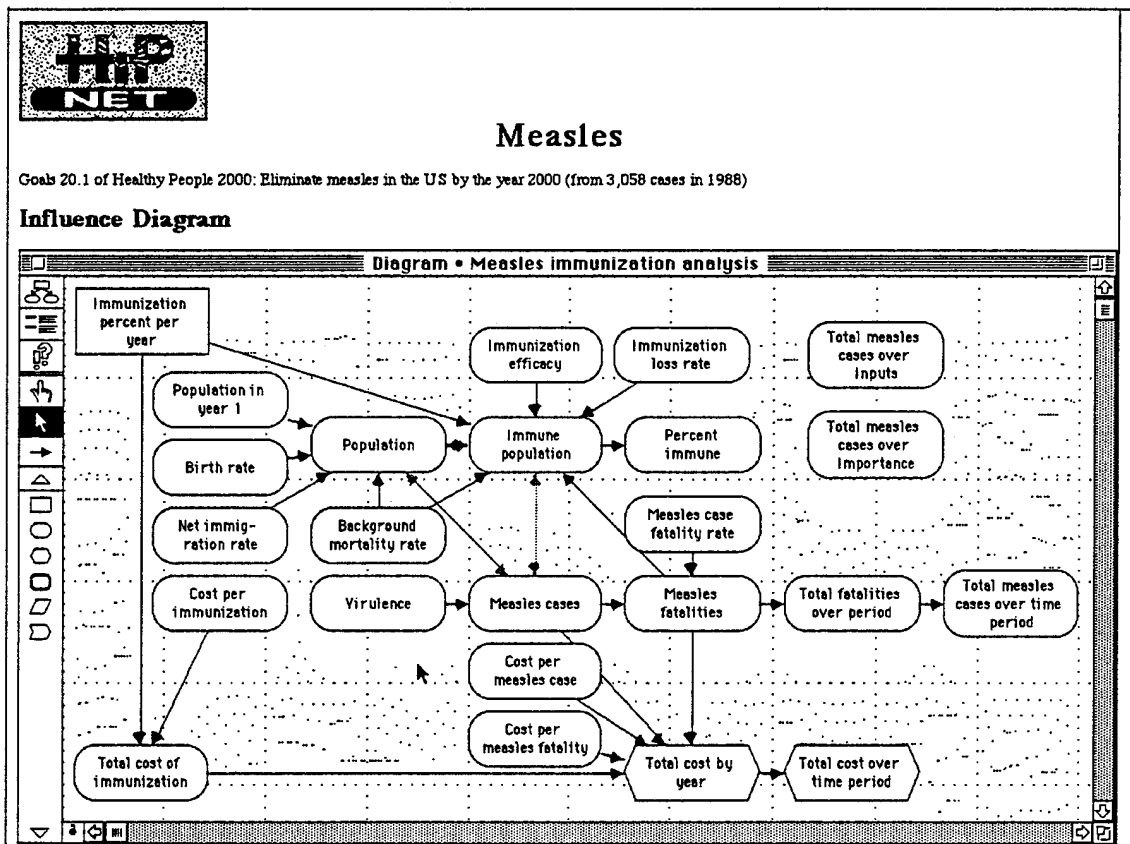 HiP
NET
Measles
Goals 20.1 of Healthy People 2000: Eliminate measles in the US by the year 2000 (from 3,058 cases in 1988)
Influence Diagram
Diagram • Measles immunization analysis
Immunization
percent per
year
Immunization
efficacy
Immunization
loss rate
Total measles
cases over
Inputs
Population in
year 1
Population
Immune
population
Percent
immune
Total measles
cases over
Importance
Birth rate
Net immig-
ration rate
Background
mortality rate
Measles case
fatality rate
Cost per
immunization
Virulence
Measles cases
Measles
fatalities
Total fatalities
over period
Total measles
cases over time
period
Cost per
measles case
Cost per
measles fatality
Total cost of
immunization
Total cost by
year
Total cost over
time period